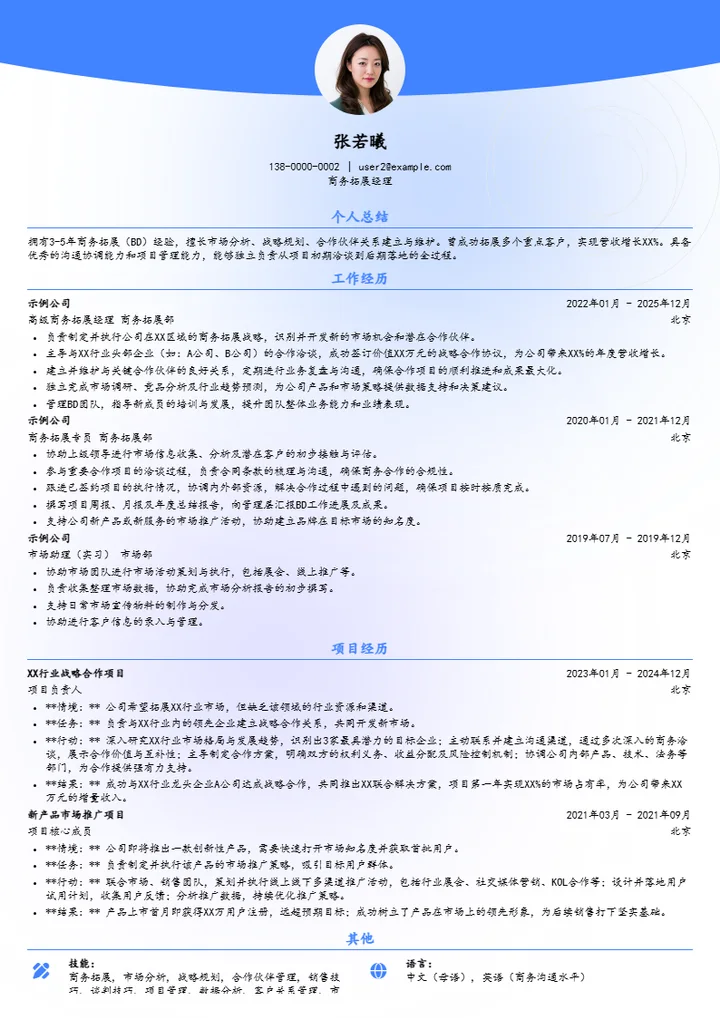 张若曦
138-0000-0002 | user2@example.com
商务拓展经理
个人总结
拥有3-5年商务拓展（BD）经验，擅长市场分析、战略规划、合作伙伴关系建立与维护。曾成功拓展多个重点客户，实现营收增长XX%。具备
优秀的沟通协调能力和项目管理能力，能够独立负责从项目初期洽谈到后期落地的全过程。
工作经历
示例公司 2022年01月 - 2025年12月
高级商务拓展经理 商务拓展部 北京
• 负责制定并执行公司在XX区域的商务拓展战略，识别并开发新的市场机会和潜在合作伙伴。
• 主导与XX行业头部企业（如：A公司、B公司）的合作洽谈，成功签订价值XX万元的战略合作协议，为公司带来XX%的年度营收增长。
• 建立并维护与关键合作伙伴的良好关系，定期进行业务复盘与沟通，确保合作项目的顺利推进和成果最大化。
• 独立完成市场调研、竞品分析及行业趋势预测，为公司产品和市场策略提供数据支持和决策建议。
• 管理BD团队，指导新成员的培训与发展，提升团队整体业务能力和业绩表现。
示例公司 2020年01月 - 2021年12月
商务拓展专员 商务拓展部 北京
• 协助上级领导进行市场信息收集、分析及潜在客户的初步接触与评估。
• 参与重要合作项目的洽谈过程，负责合同条款的梳理与沟通，确保商务合作的合规性。
• 跟进已签约项目的执行情况，协调内外部资源，解决合作过程中遇到的问题，确保项目按时按质完成。
• 撰写项目周报、月报及年度总结报告，向管理层汇报BD工作进展及成果。
• 支持公司新产品或新服务的市场推广活动，协助建立品牌在目标市场的知名度。
示例公司 2019年07月 - 2019年12月
市场助理（实习） 市场部 北京
• 协助市场团队进行市场活动策划与执行，包括展会、线上推广等。
• 负责收集整理市场数据，协助完成市场分析报告的初步撰写。
• 支持日常市场宣传物料的制作与分发。
• 协助进行客户信息的录入与管理。
项目经历
XX行业战略合作项目 2023年01月 - 2024年12月
项目负责人 北京
• **情境：** 公司希望拓展XX行业市场，但缺乏该领域的行业资源和渠道。
• **任务：** 负责与XX行业内的领先企业建立战略合作关系，共同开发新市场。
• **行动：** 深入研究XX行业市场格局与发展趋势，识别出3家最具潜力的目标企业；主动联系并建立沟通渠道，通过多次深入的商务洽
谈，展示合作价值与互补性；主导制定合作方案，明确双方的权利义务、收益分配及风险控制机制；协调公司内部产品、技术、法务等
部门，为合作提供强有力支持。
• **结果：** 成功与XX行业龙头企业A公司达成战略合作，共同推出XX联合解决方案，项目第一年实现XX%的市场占有率，为公司带来XX
万元的增量收入。
新产品市场推广项目 2021年03月 - 2021年09月
项目核心成员 北京
• **情境：** 公司即将推出一款创新性产品，需要快速打开市场知名度并获取首批用户。
• **任务：** 负责制定并执行该产品的市场推广策略，吸引目标用户群体。
• **行动：** 联合市场、销售团队，策划并执行线上线下多渠道推广活动，包括行业展会、社交媒体营销、KOL合作等；设计并落地用户
试用计划，收集用户反馈；分析推广数据，持续优化推广策略。
• **结果：** 产品上市首月即获得XX万用户注册，远超预期目标；成功树立了产品在市场上的领先形象，为后续销售打下坚实基础。
其他
技能： 语言：
商务拓展，市场分析，战略规划，合作伙伴管理，销售技 中文（母语），英语（商务沟通水平）
巧，谈判技巧，项目管理，数据分析，客户关系管理，市